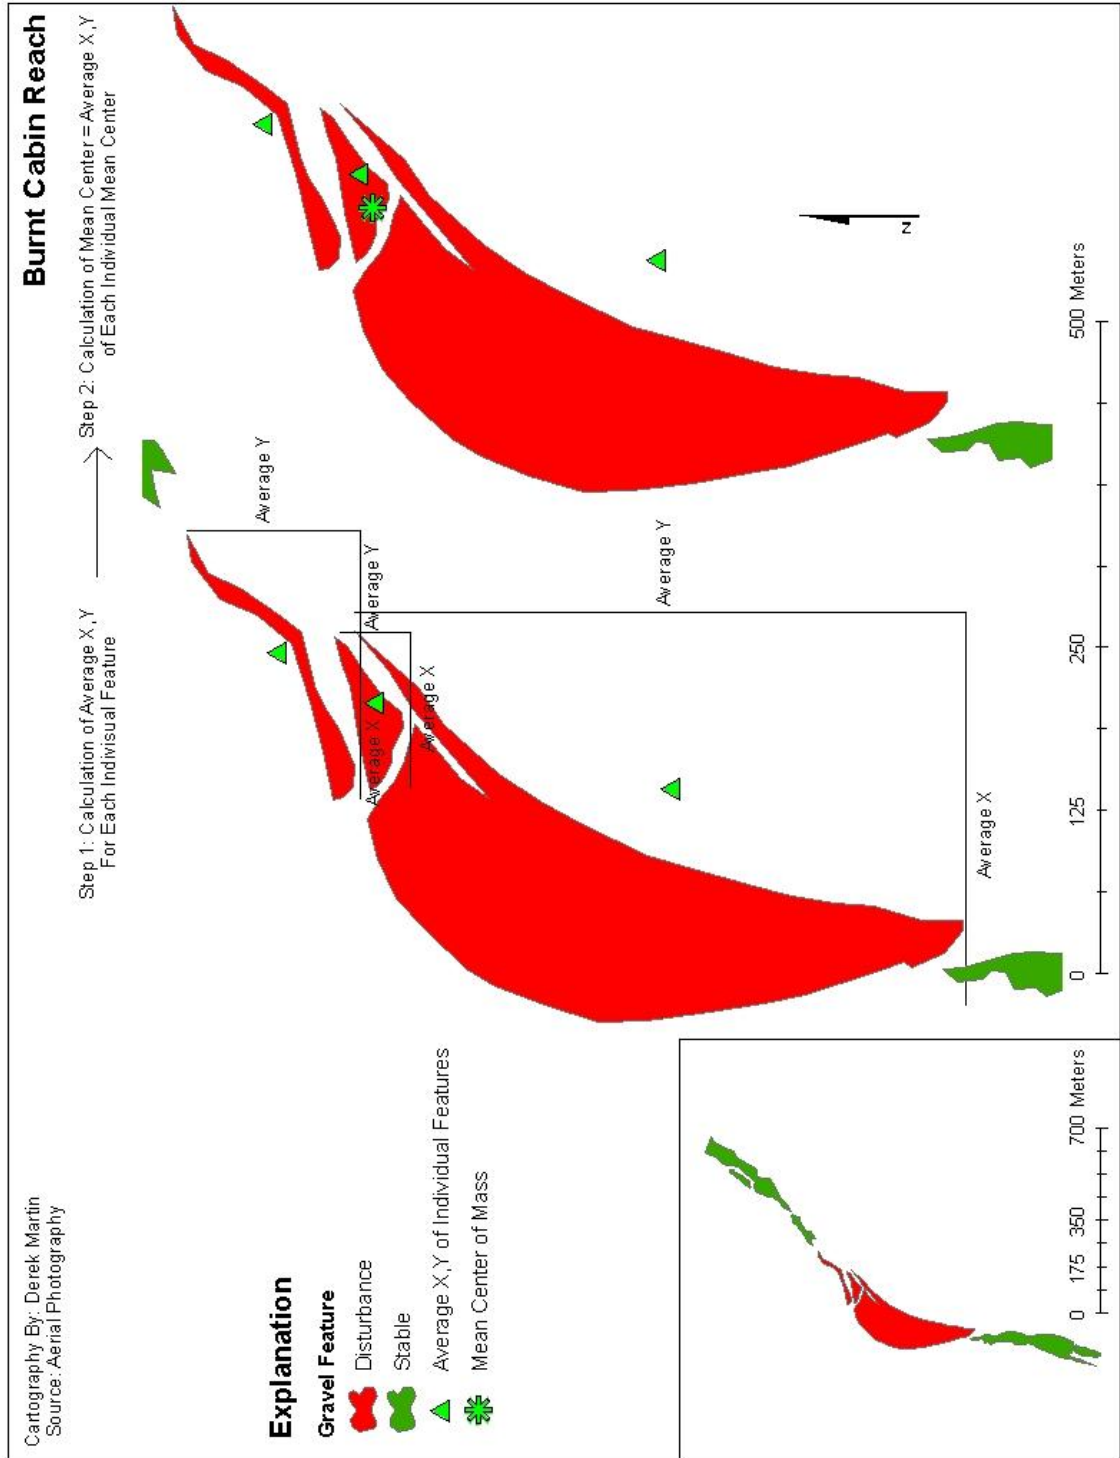 Burnt Cabin Reach
Cartography By: Derek Martin
Source: Aerial Photography
Step 1: Calculation of Average X,Y
For Each Indivisual Feature
Step 2: Calculation of Mean Center = Average X,Y
of Each Individual Mean Center
Average Y
Average Y
Average X
Average X
Average Y
Average X
Explanation
Gravel Feature
Disturbance
Stable
Average X,Y of Individual Features
Mean Center of Mass
0 175 350 700 Meters
0 125 250 500 Meters
N